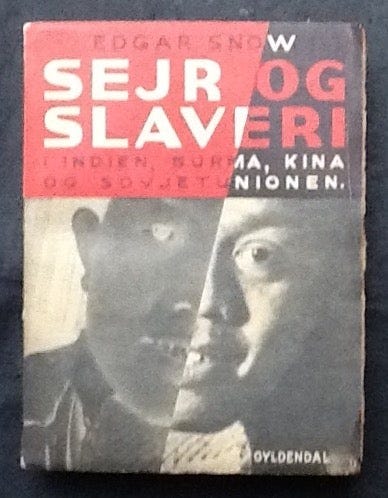 EDGAR SNOW
SEJR OG
SLAVERI
I INDIEN, BURMA, KINA
OG SOVJETUNIONEN.
GYLDENDAL